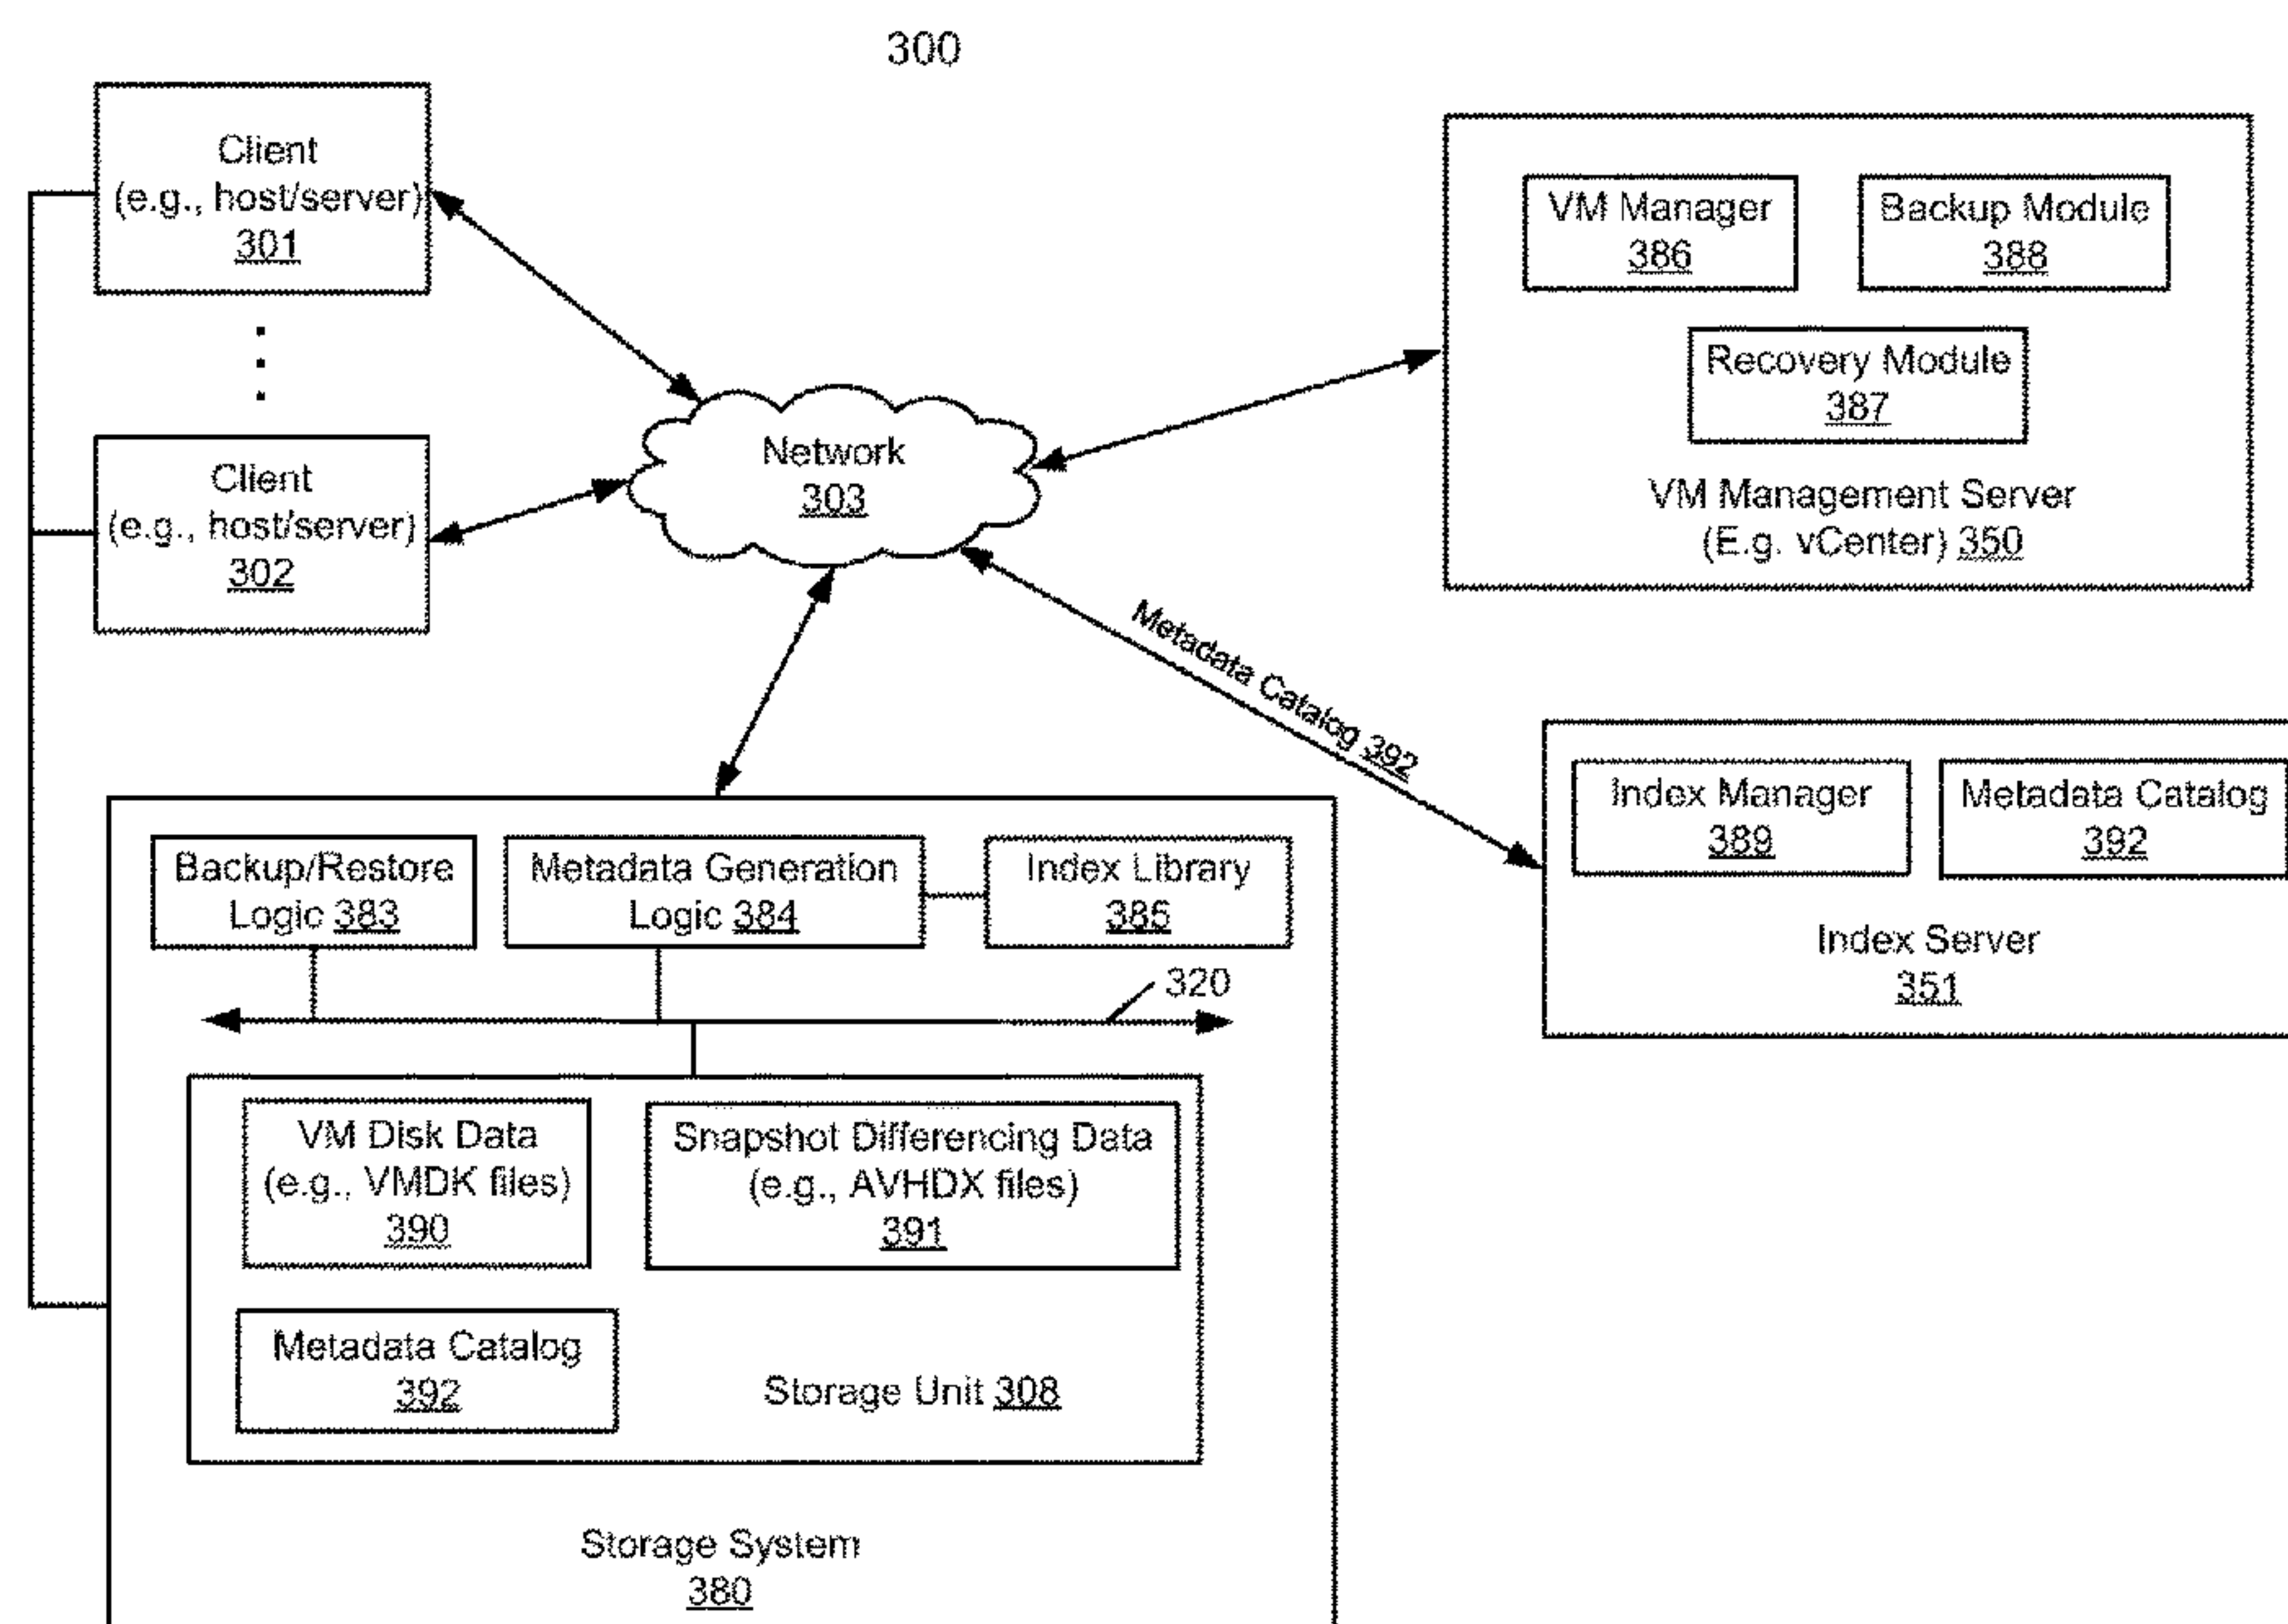 300
Client
(e.g., host/server)
301
Client
(e.g., host/server)
302
Network
303
VM Manager
386
Backup Module
388
Recovery Module
387
VM Management Server
(E.g. vCenter) 350
Metadata Catalog 392
Index Manager
389
Metadata Catalog
392
Index Server
351
Backup/Restore
Logic 383
Metadata Generation
Logic 384
Index Library
385
320
VM Disk Data
(e.g., VMDK files)
390
Snapshot Differencing Data
(e.g., AVHDX files)
391
Metadata Catalog
392
Storage Unit 308
Storage System
380